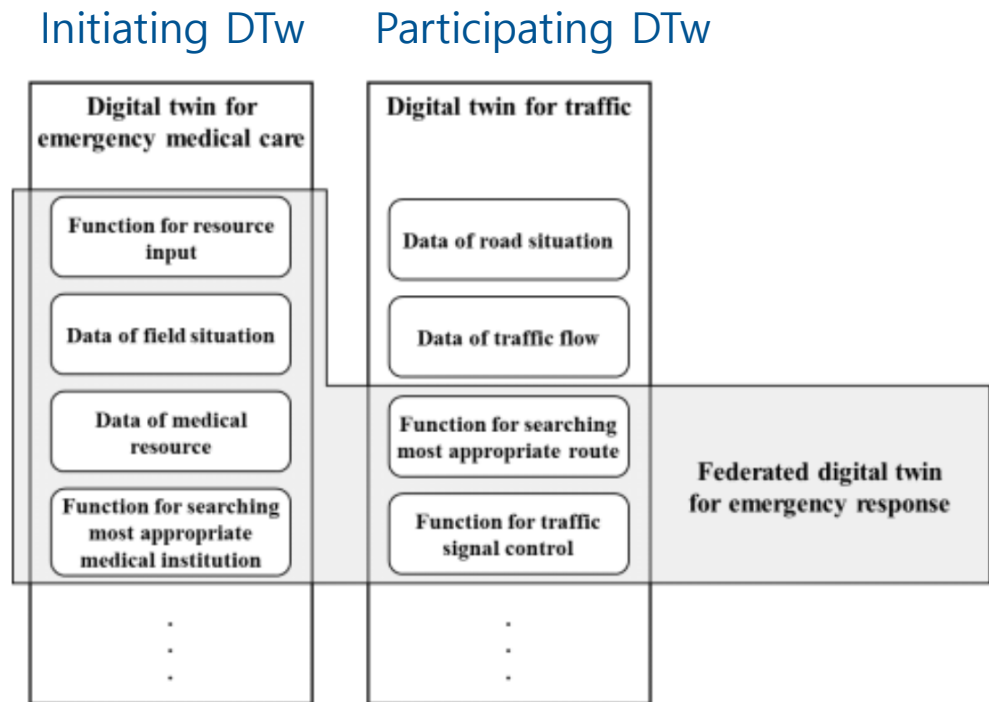 Initiating DTw
Participating DTw
Digital twin for
emergency medical care
Function for resource
input
Data of field situation
Data of medical
resource
Function for searching
most appropriate
medical institution
.
.
.
Digital twin for traffic
Data of road situation
Data of traffic flow
Function for searching
most appropriate route
Function for traffic
signal control
.
.
.
Federated digital twin
for emergency response